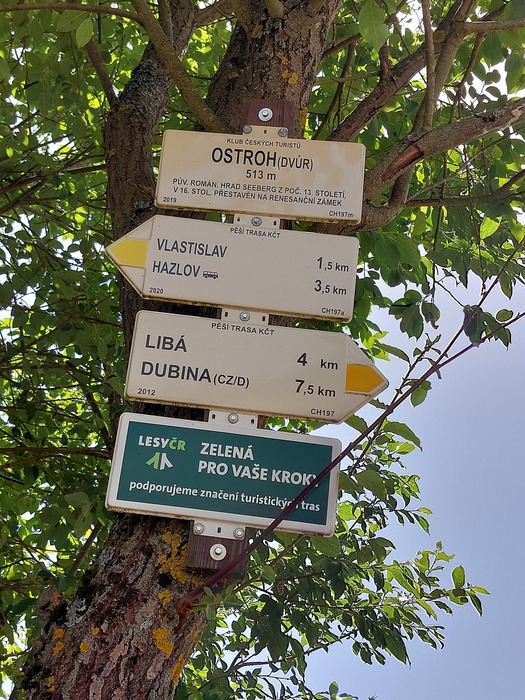 KLUB ČESKÝCH TURISTŮ
OSTROH (DVŮR)
513 m
PŮV. ROMÁN. HRAD SEEBERG Z POČ. 13. STOLETÍ,
V 16. STOL. PŘESTAVĚN NA RENESANČNÍ ZÁMEK
2019 CH197m
PĚŠÍ TRASA KČT
VLASTISLAV 1,5 km
HAZLOV 3,5 km
2020 CH197a
PĚŠÍ TRASA KČT
LIBÁ 4 km
DUBINA (CZ/D) 7,5 km
2012 CH197
LESYČR ZELENÁ
PRO VAŠE KROKY
podporujeme značení turistických tras